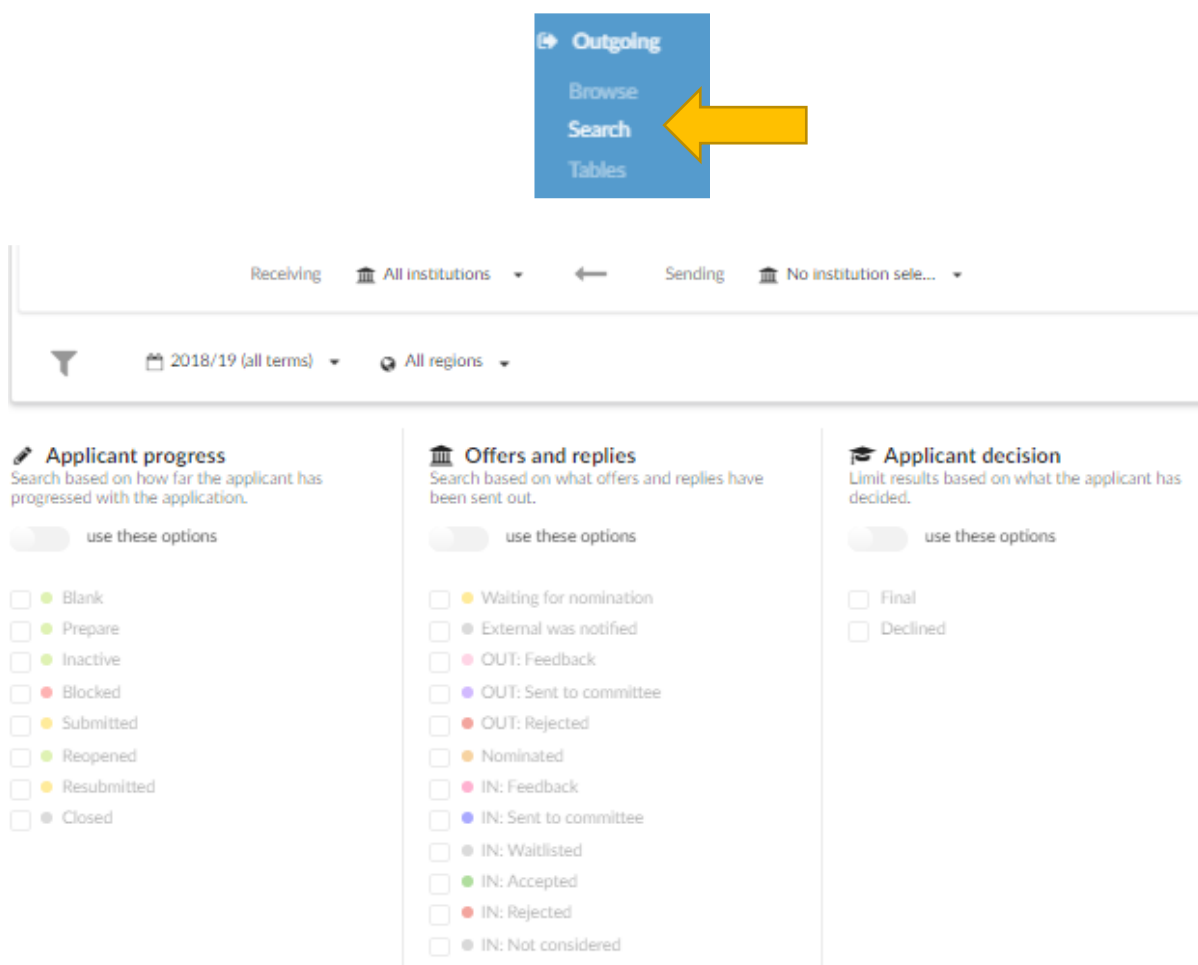 Outgoing
Browse
Search
Tables
Receiving All institutions Sending No institution sele...
2018/19 (all terms) All regions
Applicant progress
Search based on how far the applicant has
progressed with the application.
use these options
Blank
Prepare
Inactive
Blocked
Submitted
Reopened
Resubmitted
Closed
Offers and replies
Search based on what offers and replies have
been sent out.
use these options
Waiting for nomination
External was notified
OUT: Feedback
OUT: Sent to committee
OUT: Rejected
Nominated
IN: Feedback
IN: Sent to committee
IN: Waitlisted
IN: Accepted
IN: Rejected
IN: Not considered
Applicant decision
Limit results based on what the applicant has
decided.
use these options
Final
Declined